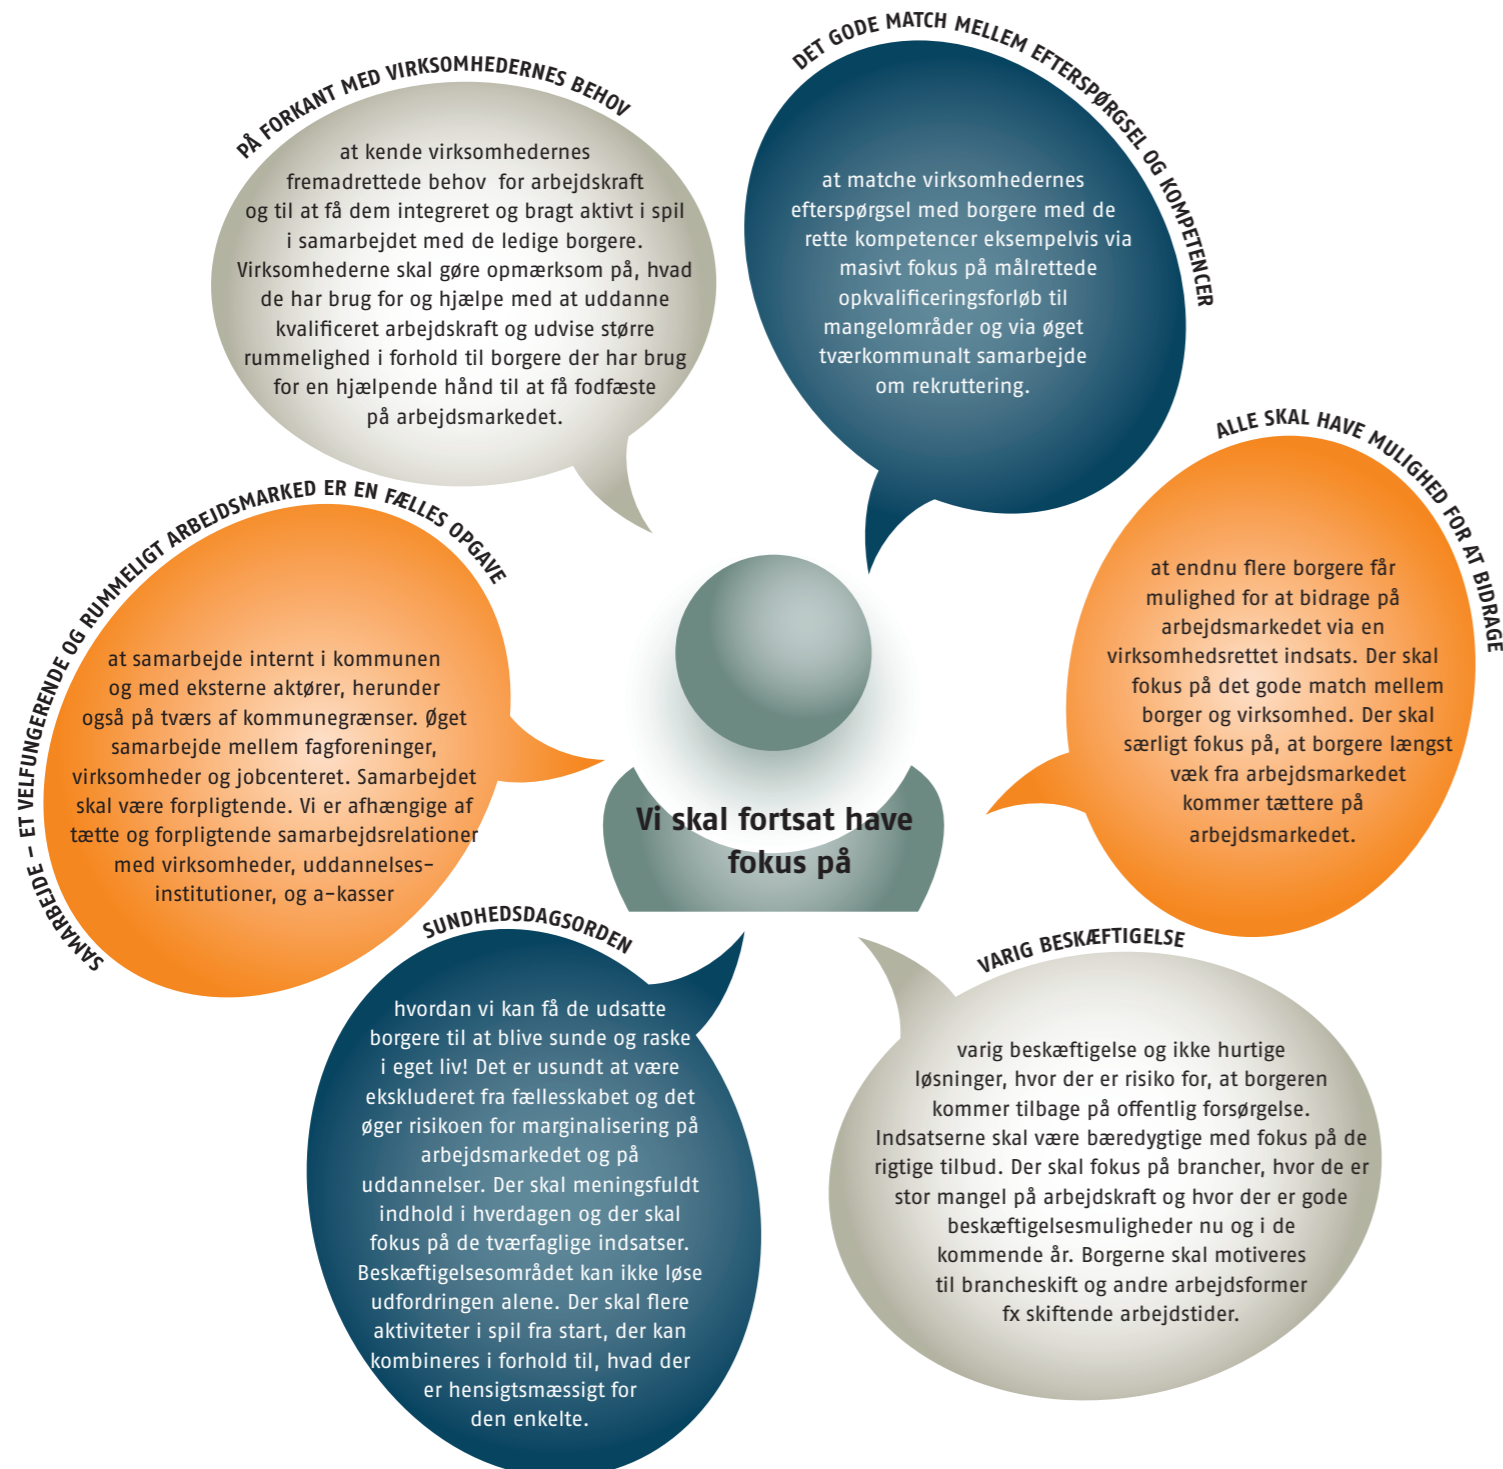 PÅ FORKANT MED VIRKSOMHEDERNES BEHOV
at kende virksomhedernes
fremadrettede behov for arbejdskraft
og til at få dem integreret og bragt aktivt i spil
i samarbejdet med de ledige borgere.
Virksomhederne skal gøre opmærksom på, hvad
de har brug for og hjælpe med at uddanne
kvalificeret arbejdskraft og udvise større
rummelighed i forhold til borgere der har brug
for en hjælpende hånd til at få fodfæste
på arbejdsmarkedet.
DET GODE MATCH MELLEM EFTERSPØRGSEL OG KOMPETENCER
at matche virksomhedernes
efterspørgsel med borgere med de
rette kompetencer eksempelvis via
masivt fokus på målrettede
opkvalificeringsforløb til
mangelområder og via øget
tværkommunalt samarbejde
om rekruttering.
ALLE SKAL HAVE MULIGHED FOR AT BIDRAGE
at endnu flere borgere får
mulighed for at bidrage på
arbejdsmarkedet via en
virksomhedsrettet indsats. Der skal
fokus på det gode match mellem
borger og virksomhed. Der skal
særligt fokus på, at borgere længst
væk fra arbejdsmarkedet
kommer tættere på
arbejdsmarkedet.
SAMARBEJDE – ET VELFUNGERENDE OG RUMMELIGT ARBEJDSMARKED ER EN FÆLLES OPGAVE
at samarbejde internt i kommunen
og med eksterne aktører, herunder
også på tværs af kommunegrænser. Øget
samarbejde mellem fagforeninger,
virksomheder og jobcenteret. Samarbejdet
skal være forpligtende. Vi er afhængige af
tætte og forpligtende samarbejdsrelationer
med virksomheder, uddannelses-
institutioner, og a-kasser
Vi skal fortsat have
fokus på
SUNDHEDSDAGSORDEN
hvordan vi kan få de udsatte
borgere til at blive sunde og raske
i eget liv! Det er usundt at være
ekskluderet fra fællesskabet og det
øger risikoen for marginalisering på
arbejdsmarkedet og på
uddannelser. Der skal meningsfuldt
indhold i hverdagen og der skal
fokus på de tværfaglige indsatser.
Beskæftigelsesområdet kan ikke løse
udfordringen alene. Der skal flere
aktiviteter i spil fra start, der kan
kombineres i forhold til, hvad der
er hensigtsmæssigt for
den enkelte.
VARIG BESKÆFTIGELSE
varig beskæftigelse og ikke hurtige
løsninger, hvor der er risiko for, at borgeren
kommer tilbage på offentlig forsørgelse.
Indsatserne skal være bæredygtige med fokus på de
rigtige tilbud. Der skal fokus på brancher, hvor de er
stor mangel på arbejdskraft og hvor der er gode
beskæftigelsesmuligheder nu og i de
kommende år. Borgerne skal motiveres
til brancheskift og andre arbejdsformer
fx skiftende arbejdstider.